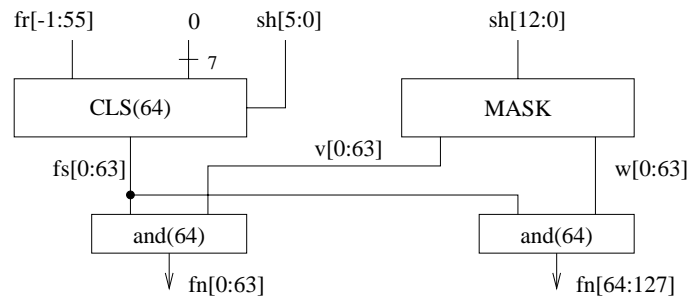 fr[-1:55] 0 sh[5:0] sh[12:0]
7
CLS(64) MASK
fs[0:63] v[0:63] w[0:63]
and(64) and(64)
fn[0:63] fn[64:127]